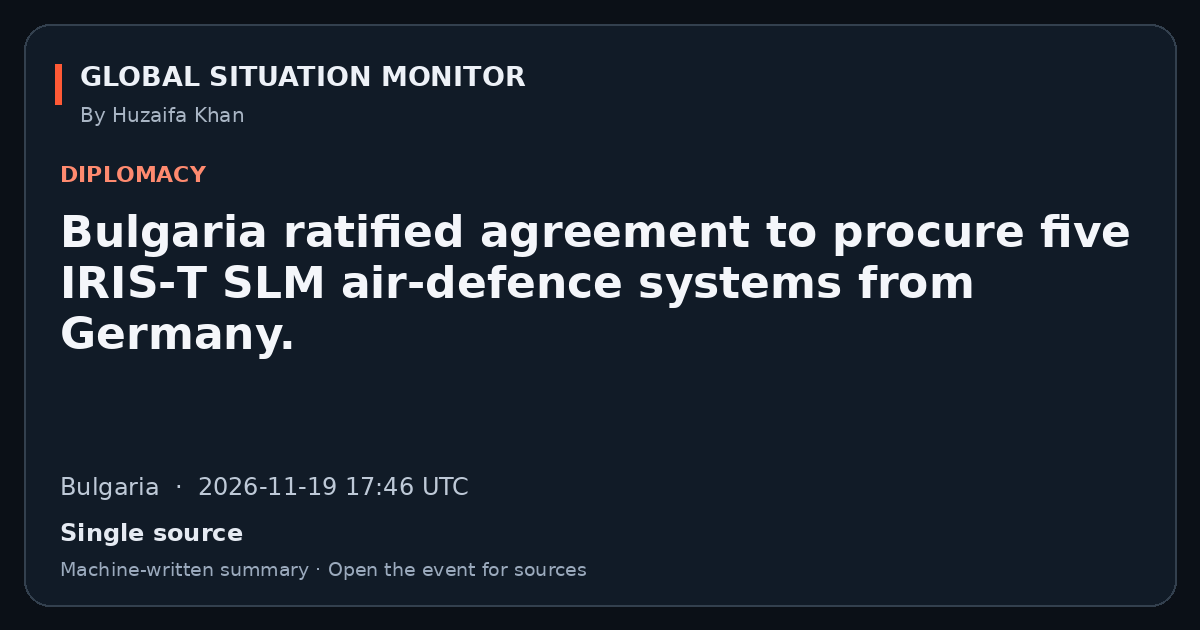 GLOBAL SITUATION MONITOR
By Huzaifa Khan
DIPLOMACY
Bulgaria ratified agreement to procure five
IRIS-T SLM air-defence systems from
Germany.
Bulgaria · 2026-11-19 17:46 UTC
Single source
Machine-written summary · Open the event for sources